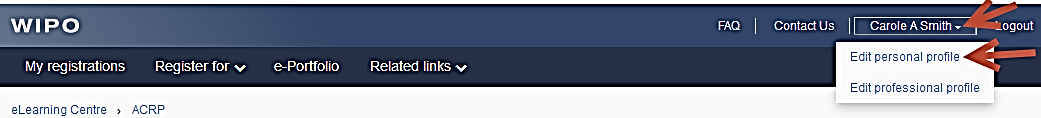 WIPO
FAQ Contact Us Carole A Smith Logout
My registrations Register for e-Portfolio Related links
Edit personal profile
Edit professional profile
eLearning Centre › ACRP